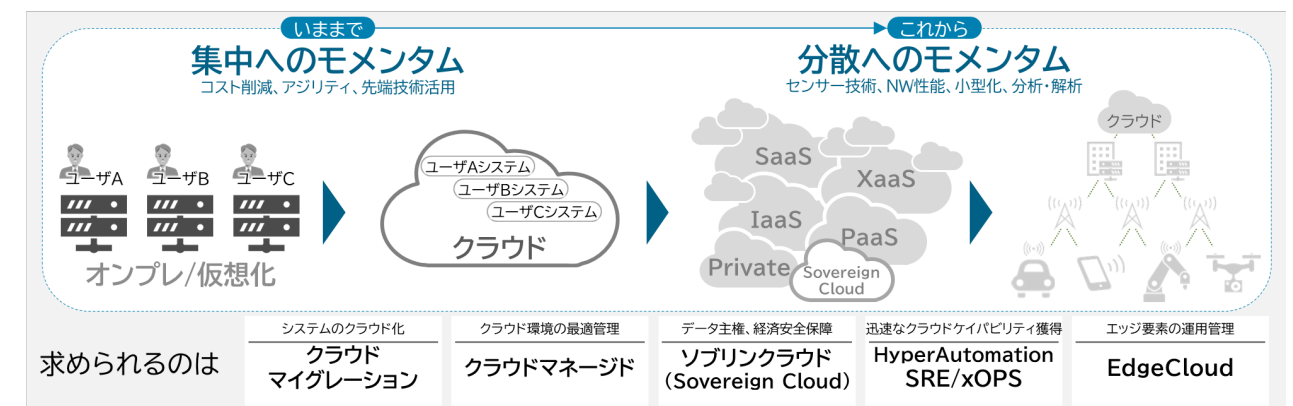 いままで
これから
集中へのモメンタム
コスト削減、アジリティ、先端技術活用
分散へのモメンタム
センサー技術、NW性能、小型化、分析・解析
ユーザA
ユーザB
ユーザC
オンプレ/仮想化
ユーザAシステム
ユーザBシステム
ユーザCシステム
クラウド
SaaS
XaaS
IaaS
PaaS
Private
Sovereign
Cloud
クラウド
求められるのは
システムのクラウド化
クラウド
マイグレーション
クラウド環境の最適管理
クラウドマネージド
データ主権、経済安全保障
ソブリンクラウド
(Sovereign Cloud)
迅速なクラウドケイパビリティ獲得
HyperAutomation
SRE/xOPS
エッジ要素の運用管理
EdgeCloud